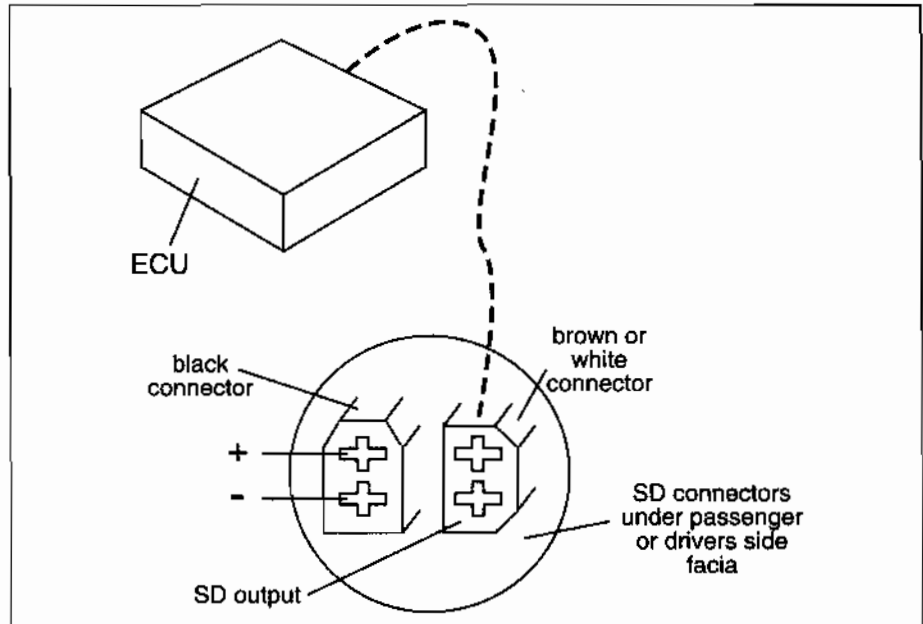 ECU
black
connector
brown or
white
connector
+
-
SD connectors
under passenger
or drivers side
facia
SD output